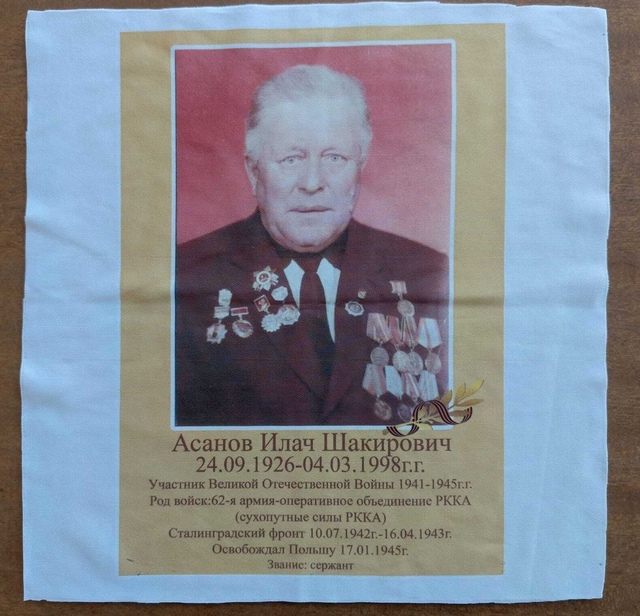 Асанов Илач Шакирович
24.09.1926-04.03.1998г.г.
Участник Великой Отечественной Войны 1941-1945г.г.
Род войск:62-я армия-оперативное объединение РККА
(сухопутные силы РККА)
Сталинградский фронт 10.07.1942г.-16.04.1943г.
Освобождал Польшу 17.01.1945г.
Звание: сержант